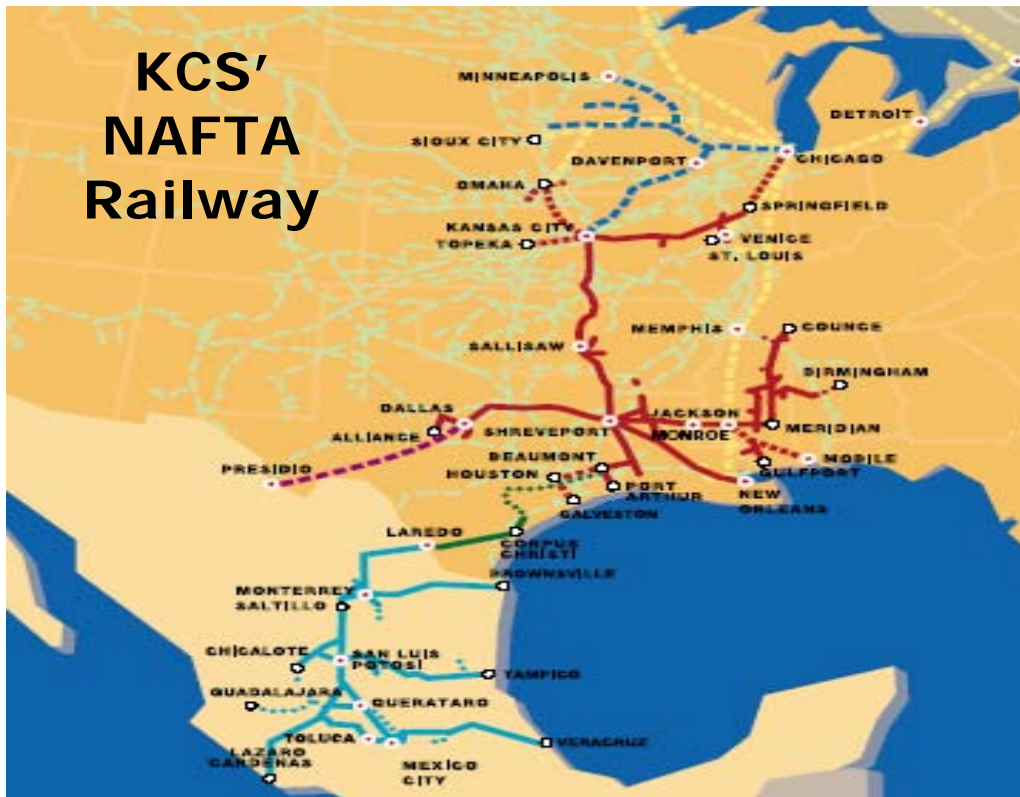 KCS'
NAFTA
Railway
MINNEAPOLIS
DETROIT
SIOUX CITY
DAVENPORT
CHICAGO
OMAHA
SPRINGFIELD
KANSAS CITY
TOPEKA
VENICE
ST. LOUIS
MEMPHIS
COUNCE
SALLISAW
BIRMINGHAM
DALLAS
JACKSON
ALLIANCE
SHREVEPORT
MONROE
MERIDIAN
PRESIDIO
BEAUMONT
MOBILE
HOUSTON
GULFPORT
PORT
ARTHUR
NEW
ORLEANS
GALVESTON
LAREDO
CORPUS
CHRISTI
BROWNSVILLE
MONTERREY
SALTILLO
CHICALOTE
SAN LUIS
POTOSI
TAMPICO
GUADALAJARA
QUERATARO
TOLUCA
VERACRUZ
LAZARO
CARDENAS
MEXICO
CITY